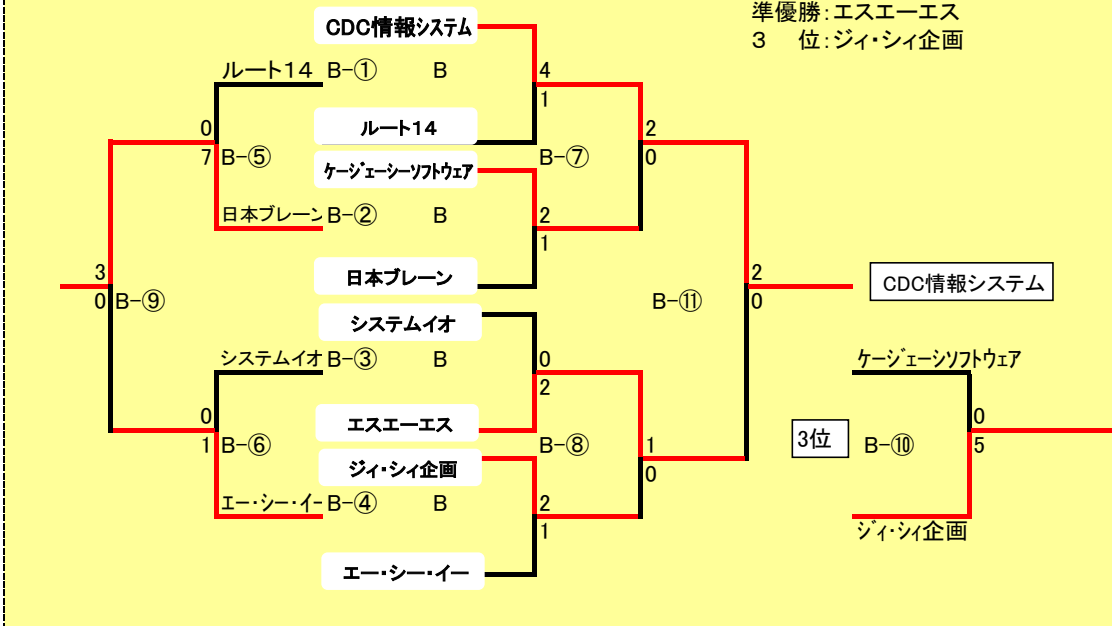 準優勝：エスエーエス
CDC情報システム
3　位：ジィ・シィ企画
ルート14 B-① B 4
1
0 ルート14 2
7 B-⑤ B-⑦ 0
ケージェーシーソフトウェア
日本ブレーン B-② B 2
1
3 日本ブレーン 2 CDC情報システム
0 B-⑨ B-⑪ 0
システムイオ
システムイオ B-③ B 0 ケージェーシソフトウェア
2
0 エスエーエス 0
1 B-⑥ B-⑧ 1 3位 B-⑩ 5
ジィ・シィ企画 0
エー・シー・イー B-④ B 2
1 ジィ・シィ企画
エー・シー・イー